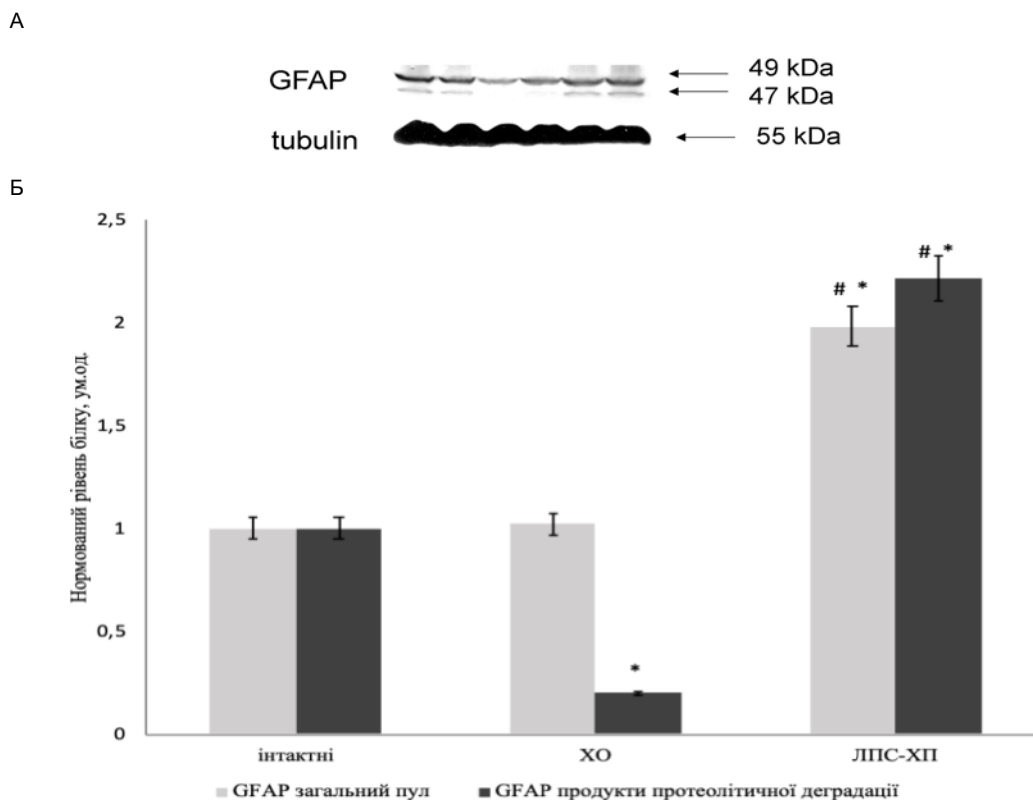 А
GFAP
49 kDa
47 kDa
tubulin
55 kDa
Б
Нормований рівень білку, ум.од.
2,5
2
1,5
1
0,5
0
# *
# *
*
інтактні
ХО
ЛПС-ХП
GFAP загальний пул
GFAP продукти протеолітичної деградації